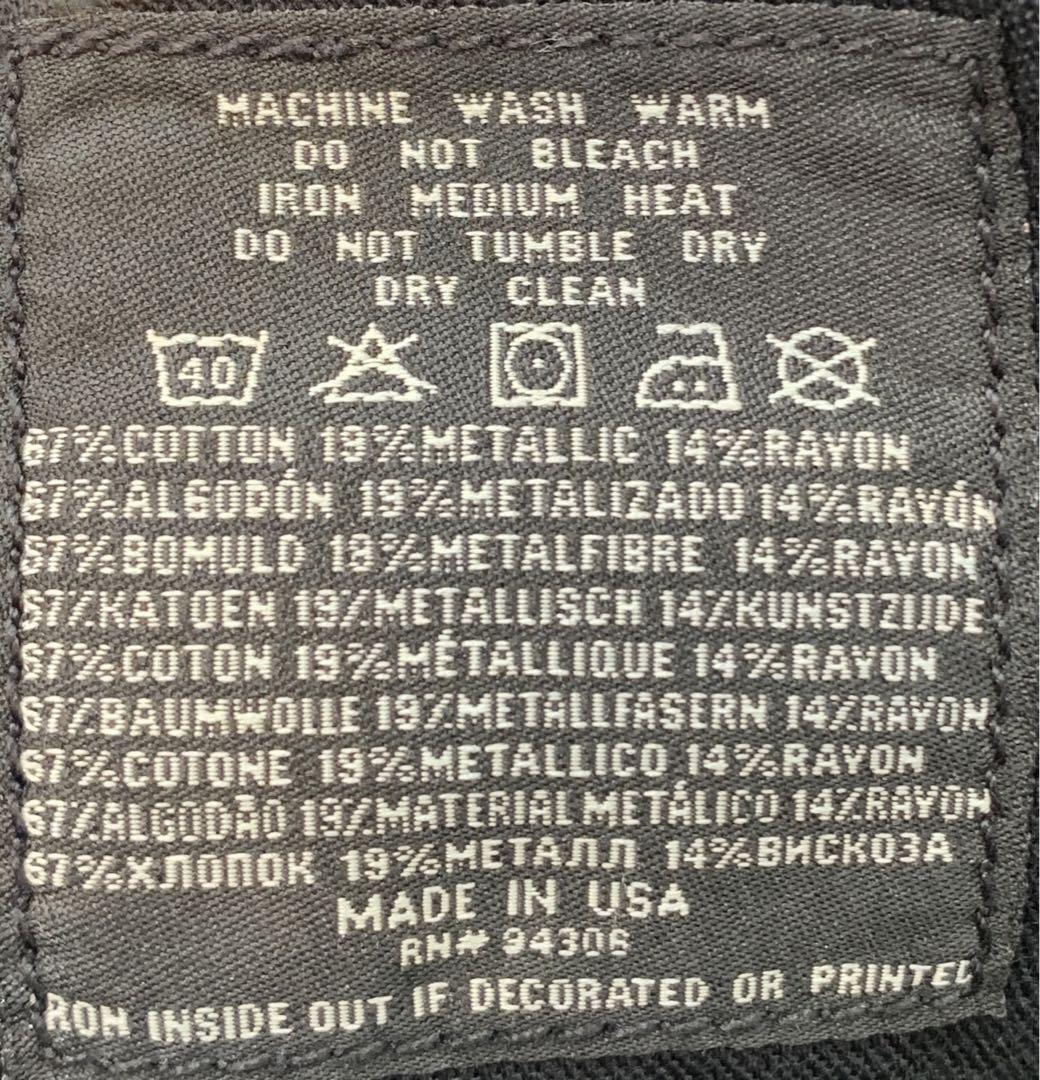 MACHINE WASH WARM
DO NOT BLEACH
IRON MEDIUM HEAT
DO NOT TUMBLE DRY
DRY CLEAN
40
67%COTTON 19%METALLIC 14%RAYON
67%ALGODÓN 19%METALIZADO 14%RAYÓN
67%BOMULD 19%METALFIBRE 14%RAYON
67%KATOEN 19%METALLISCH 14%KUNSTZIJDE
67%COTON 19%MÉTALLIQUE 14%RAYON
67%BAUMWOLLE 19%METALLFASERN 14%RAYON
67%COTONE 19%METALLICO 14%RAYON
67%ALGODÃO 19%MATERIAL METÁLICO 14%RAYON
67%ХЛОПОК 19%МЕТАЛЛ 14%ВИСКОЗА
MADE IN USA
RN# 94306
IRON INSIDE OUT IF DECORATED OR PRINTED